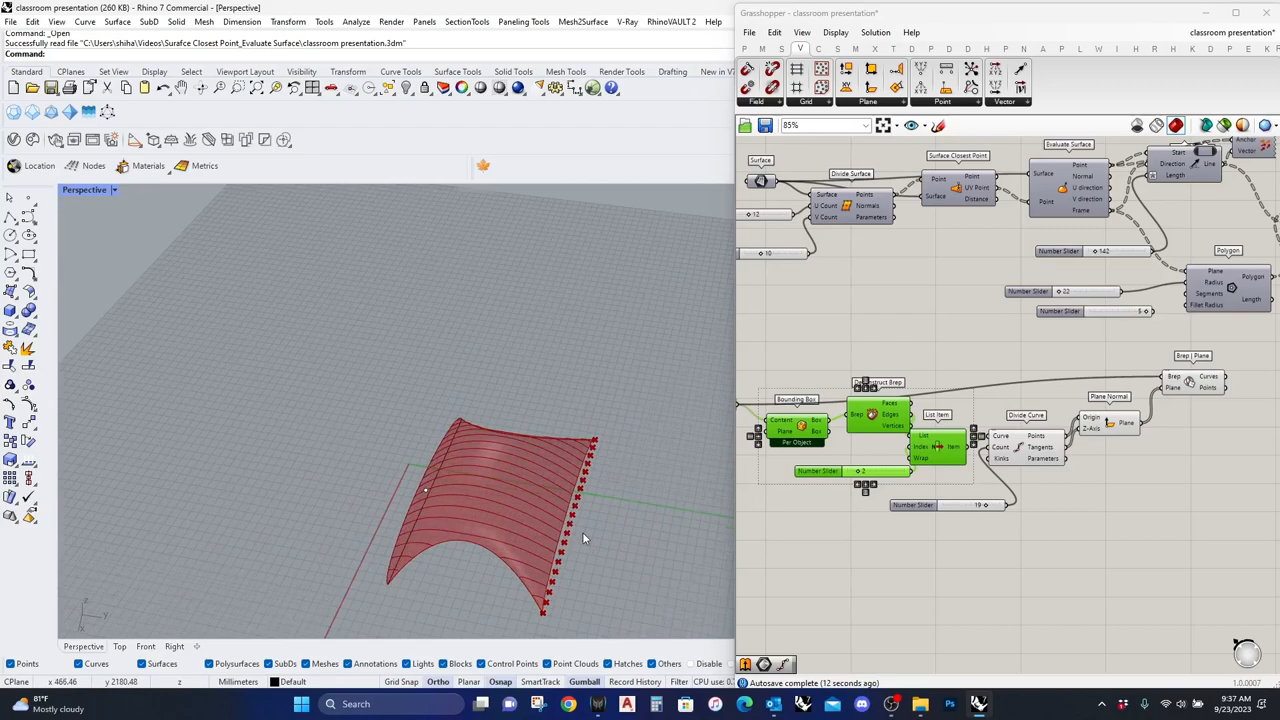 classroom presentation (260 KB) - Rhino 7 Commercial - [Perspective]
File Edit View Curve Surface SubD Solid Mesh Dimension Transform Tools Analyze Render Panels SectionTools Paneling Tools Mesh2Surface V-Ray RhinoVAULT 2 Help
Command: _Open
Successfully read file "C:\Users\shiha\Videos\Surafce Closest Point_Evaluate Surface\classroom presentation.3dm"
Command:
Standard CPlanes Set View Display Select Viewport Layout Visibility Transform Curve Tools Surface Tools Solid Tools Mesh Tools Render Tools Drafting New in V7
Location Nodes Materials Metrics
Perspective
z
x
Perspective Top Front Right
Points Curves Surfaces Polysurfaces SubDs Meshes Annotations Lights Blocks Control Points Point Clouds Hatches Others Disable
CPlane x 466.46 y 2180.48 z Millimeters Default Grid Snap Ortho Planar Osnap SmartTrack Gumball Record History Filter CPU use: 0.
Grasshopper - classroom presentation*
File Edit View Display Solution Help classroom presentation*
P M S V C S M I T D P L K W B H L E F A N M V K D R H L P B
V
Field Grid Plane Point Vector
85%
Surface
12
10
Divide Surface
Surface Points
U Count Normals
V Count Parameters
Surface Closest Point
Point Point
UV Point
Surface Distance
Evaluate Surface
Surface Point
Normal
U direction
Point V direction
Frame
Start
Direction Line
Length
Anchor
Vector
Number Slider 142
Number Slider 22
Number Slider 5
Polygon
Plane
Radius Polygon
Segments
Fillet Radius Length
Brep | Plane
Brep Curves
Plane Points
Bounding Box
Content Box
Plane Box
Per Object
Brep Faces
Edges
Vertices
List Item
List
Index Item
Wrap
Number Slider 2
Divide Curve
Curve Points
Count Tangents
Kinks Parameters
Number Slider 19
Plane Normal
Origin
Z-Axis Plane
Autosave complete (12 seconds ago) 1.0.0007
81°F
Mostly cloudy
Search
9:37 AM
9/23/2023